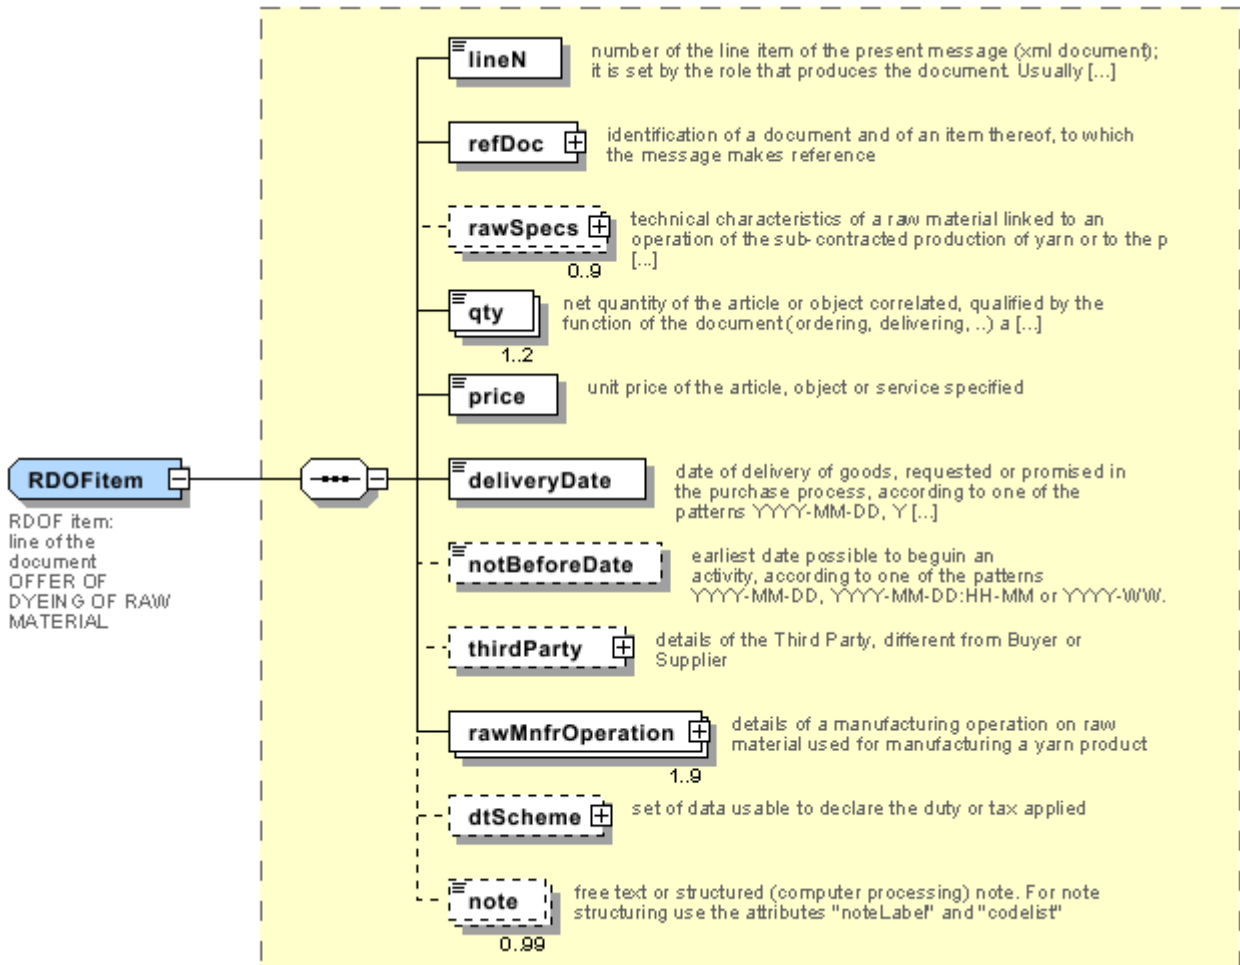 lineN
number of the line item of the present message (xml document);
it is set by the role that produces the document. Usually [...]
refDoc
identification of a document and of an item thereof, to which
the message makes reference
rawSpecs
0..9
technical characteristics of a raw material linked to an
operation of the sub-contracted production of yarn or to the p
[...]
qty
1..2
net quantity of the article or object correlated, qualified by the
function of the document (ordering, delivering, ..) a [...]
price
unit price of the article, object or service specified
RDOFitem
RDOF item:
line of the
document
OFFER OF
DYEING OF RAW
MATERIAL
deliveryDate
date of delivery of goods, requested or promised in
the purchase process, according to one of the
patterns YYYY-MM-DD, Y [...]
notBeforeDate
earliest date possible to beguin an
activity, according to one of the patterns
YYYY-MM-DD, YYYY-MM-DD:HH-MM or YYYY-WW.
thirdParty
details of the Third Party, different from Buyer or
Supplier
rawMnfrOperation
1..9
details of a manufacturing operation on raw
material used for manufacturing a yarn product
dtScheme
set of data usable to declare the duty or tax applied
note
0..99
free text or structured (computer processing) note. For note
structuring use the attributes "noteLabel" and "codelist"